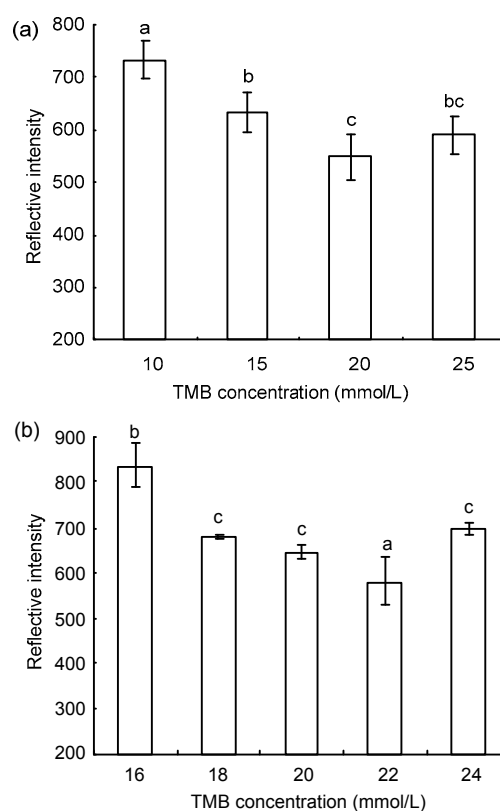 (a)
800
700
600
500
400
300
200
Reflective intensity
a
b
c
bc
10 15 20 25
TMB concentration (mmol/L)
(b)
900
800
700
600
500
400
300
200
Reflective intensity
b
c
c
a
c
16 18 20 22 24
TMB concentration (mmol/L)